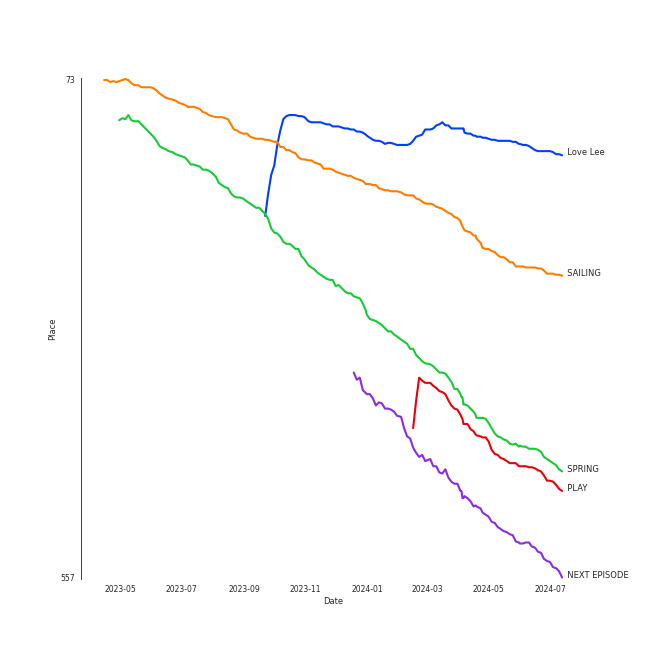 73
Place
557
Love Lee
SAILING
SPRING
PLAY
NEXT EPISODE
2023-05 2023-07 2023-09 2023-11 2024-01 2024-03 2024-05 2024-07
Date